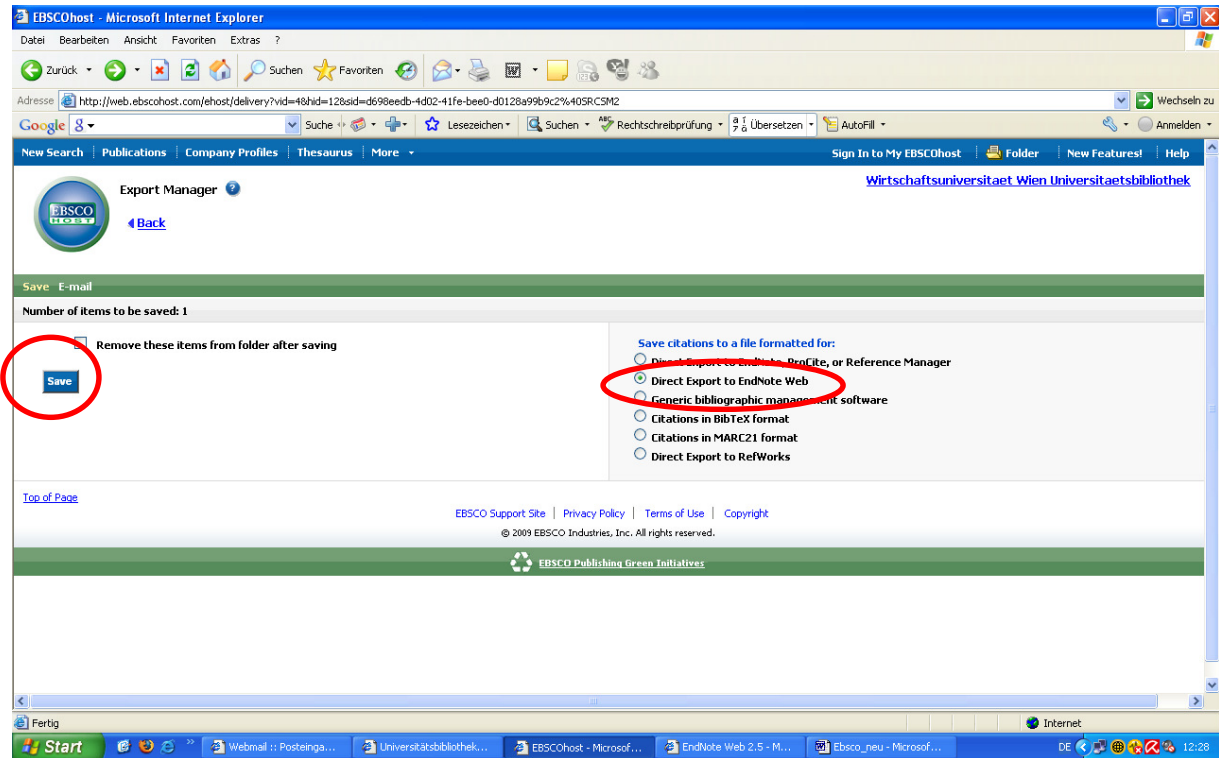 EBSCOhost - Microsoft Internet Explorer
Datei Bearbeiten Ansicht Favoriten Extras ?
Zurück Suchen Favoriten
Adresse http://web.ebscohost.com/ehost/delivery?vid=4&hid=12&sid=d698eedb-4d02-41fe-bee0-d0128a99b9c2%40SRCSM2 Wechseln zu
Google Suche Lesezeichen Suchen Rechtschreibprüfung Übersetzen AutoFill Anmelden
New Search Publications Company Profiles Thesaurus More Sign In to My EBSCOhost Folder New Features! Help
Wirtschaftsuniversitaet Wien Universitaetsbibliothek
Export Manager
EBSCO
HOST
Back
Save E-mail
Number of items to be saved: 1
Remove these items from folder after saving
Save
Save citations to a file formatted for:
Direct Export to EndNote, ProCite, or Reference Manager
Direct Export to EndNote Web
Generic bibliographic management software
Citations in BibTeX format
Citations in MARC21 format
Direct Export to RefWorks
Top of Page
EBSCO Support Site | Privacy Policy | Terms of Use | Copyright
© 2009 EBSCO Industries, Inc. All rights reserved.
EBSCO Publishing Green Initiatives
Fertig Internet
Start Webmail :: Posteinga... Universitätsbibliothek... EBSCOhost - Microsof... EndNote Web 2.5 - M... Ebsco_neu - Microsof... DE 12:28